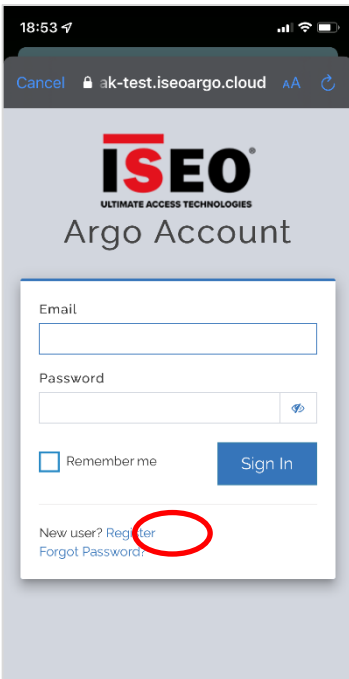 18:53
Cancel ak-test.iseoargo.cloud AA
ISEO
ULTIMATE ACCESS TECHNOLOGIES
Argo Account
Email
Password
Remember me
Sign In
New user? Register
Forgot Password?